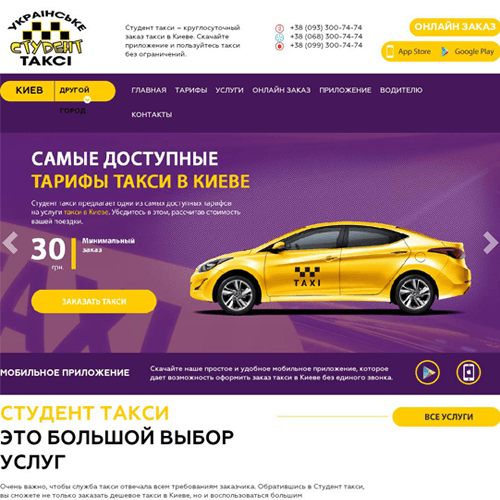 УКРАЇНСЬКЕ
СТУДЕНТ
ТАКСІ
Студент такси – круглосуточный
заказ такси в Киеве. Скачайте
приложение и пользуйтесь такси
без ограничений.
+38 (093) 300-74-74
+38 (068) 300-74-74
+38 (099) 300-74-74
ОНЛАЙН ЗАКАЗ
App Store
Google Play
КИЕВ
ДРУГОЙ
ГОРОД
ГЛАВНАЯ ТАРИФЫ УСЛУГИ ОНЛАЙН ЗАКАЗ ПРИЛОЖЕНИЕ ВОДИТЕЛЮ
КОНТАКТЫ
САМЫЕ ДОСТУПНЫЕ
ТАРИФЫ ТАКСИ В КИЕВЕ
Студент такси предлагает одни из самых доступных тарифов
на услуги такси в Киеве. Убедитесь в этом, рассчитав стоимость
вашей поездки.
30
грн.
Минимальный
заказ
ЗАКАЗАТЬ ТАКСИ
TAXI
TAXI
МОБИЛЬНОЕ ПРИЛОЖЕНИЕ
Скачайте наше простое и удобное мобильное приложение, которое
дает возможность оформить заказ такси в Киеве без единого звонка.
СТУДЕНТ ТАКСИ
ЭТО БОЛЬШОЙ ВЫБОР
УСЛУГ
ВСЕ УСЛУГИ
Очень важно, чтобы служба такси отвечала всем требованиям заказчика. Обратившись в Студент такси,
вы сможете не только заказать дешевое такси в Киеве, но и воспользоваться большим